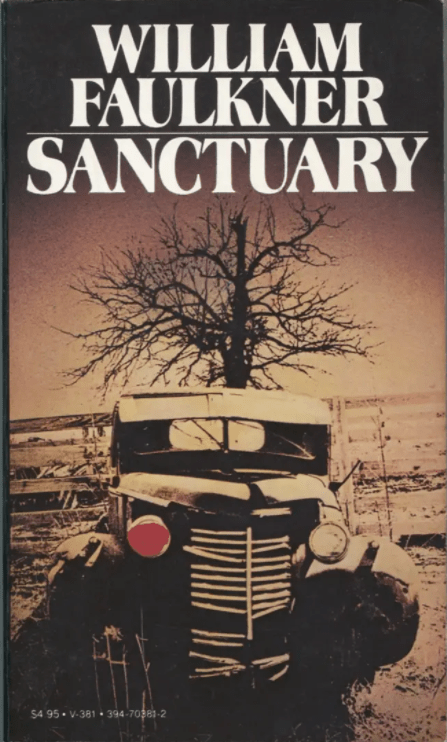 WILLIAM
FAULKNER
SANCTUARY
$4.95 • V-381 • 394-70381-2